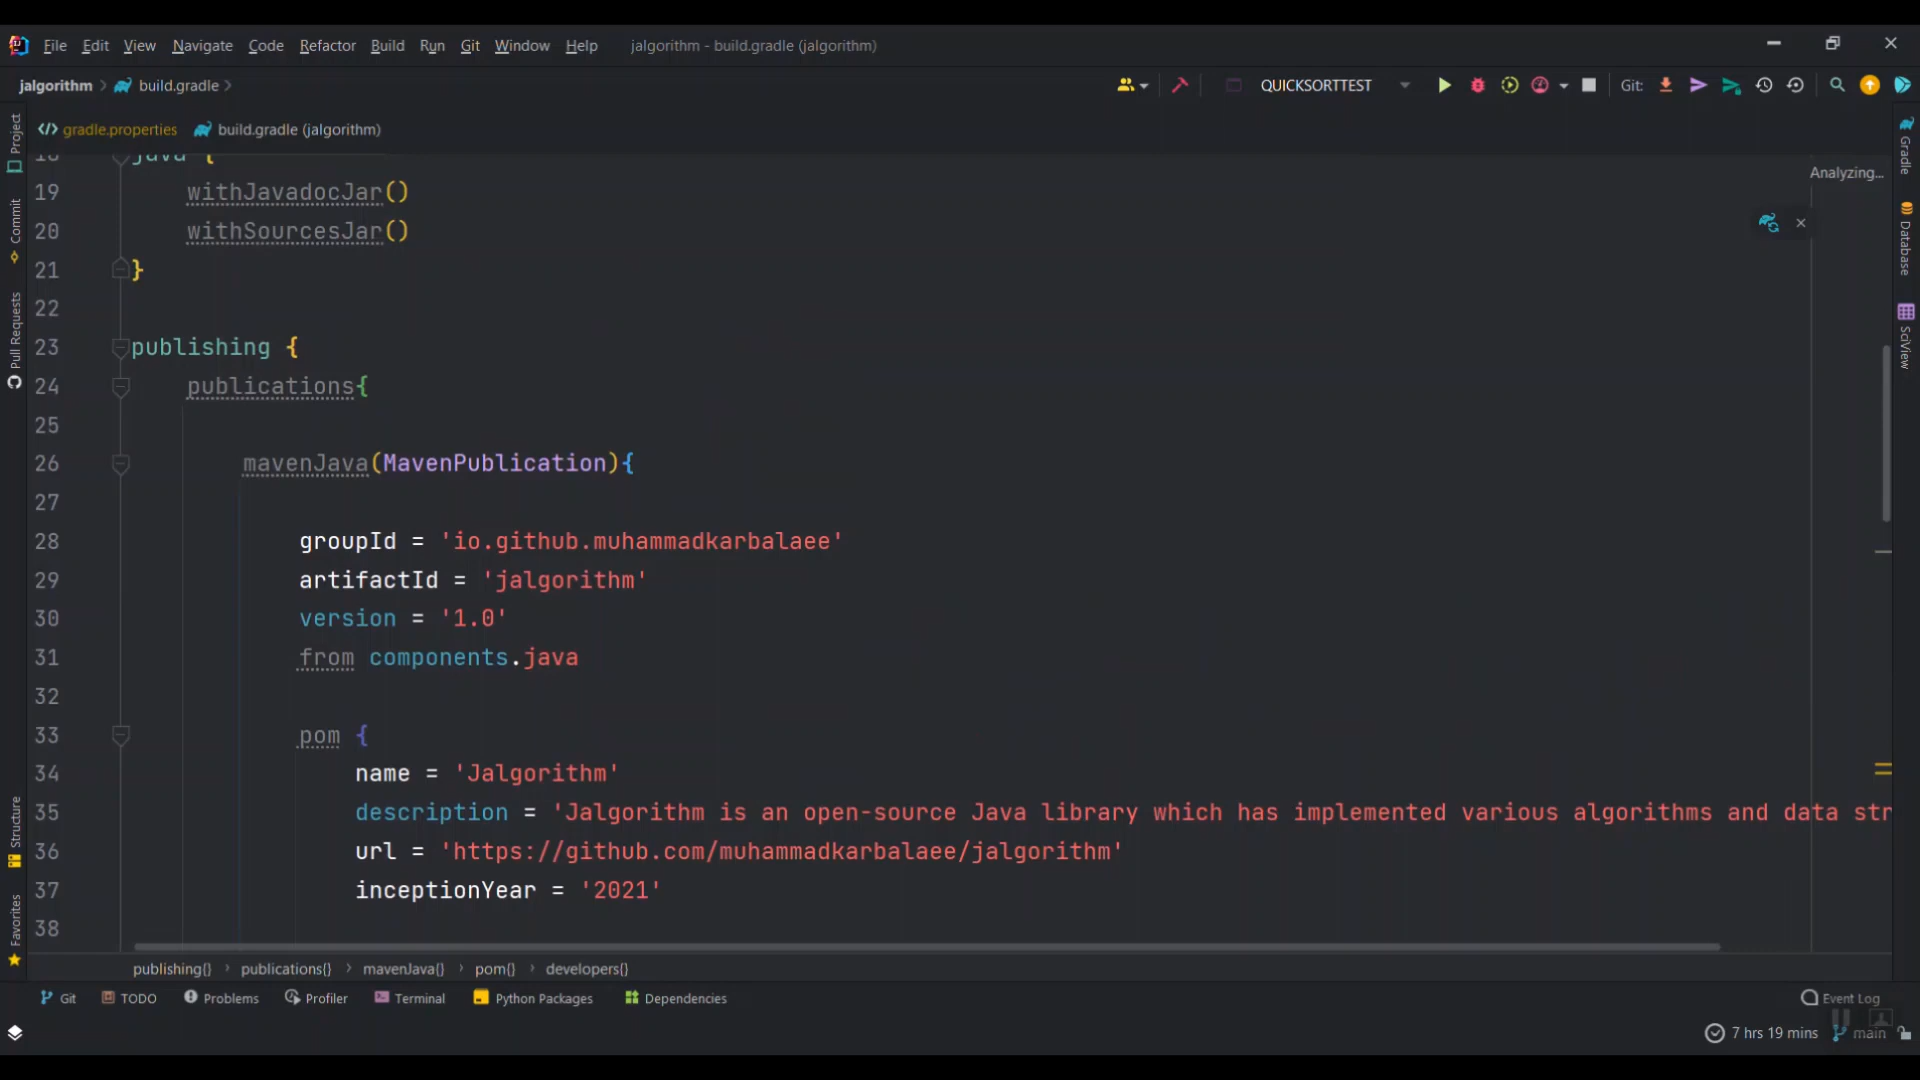 File Edit View Navigate Code Refactor Build Run Git Window Help jalgorithm - build.gradle (jalgorithm)
jalgorithm build.gradle QUICKSORTTEST Git:
gradle.properties build.gradle (jalgorithm)
Project
Commit
Pull Requests
Structure
Favorites
18 java {
Analyzing...
19 withJavadocJar()
20 withSourcesJar()
21 }
22
23 publishing {
24 publications{
25
26 mavenJava(MavenPublication){
27
28 groupId = 'io.github.muhammadkarbalaee'
29 artifactId = 'jalgorithm'
30 version = '1.0'
31 from components.java
32
33 pom {
34 name = 'Jalgorithm'
35 description = 'Jalgorithm is an open-source Java library which has implemented various algorithms and data str
36 url = 'https://github.com/muhammadkarbalaee/jalgorithm'
37 inceptionYear = '2021'
38
Gradle
Database
SciView
publishing{} publications{} mavenJava() pom{} developers{}
Git TODO Problems Profiler Terminal Python Packages Dependencies Event Log
7 hrs 19 mins main